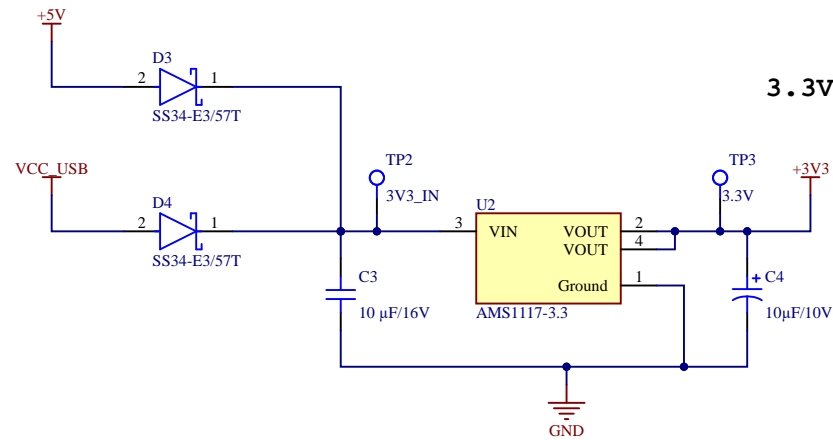 +5V
D3
2 1
SS34-E3/57T
3.3V
VCC_USB
D4
2 1
SS34-E3/57T
TP2
3V3_IN
TP3
3.3V
+3V3
U2
3 VIN VOUT 2
VOUT 4
Ground 1
AMS1117-3.3
C3
10 µF/16V
+ C4
10µF/10V
GND